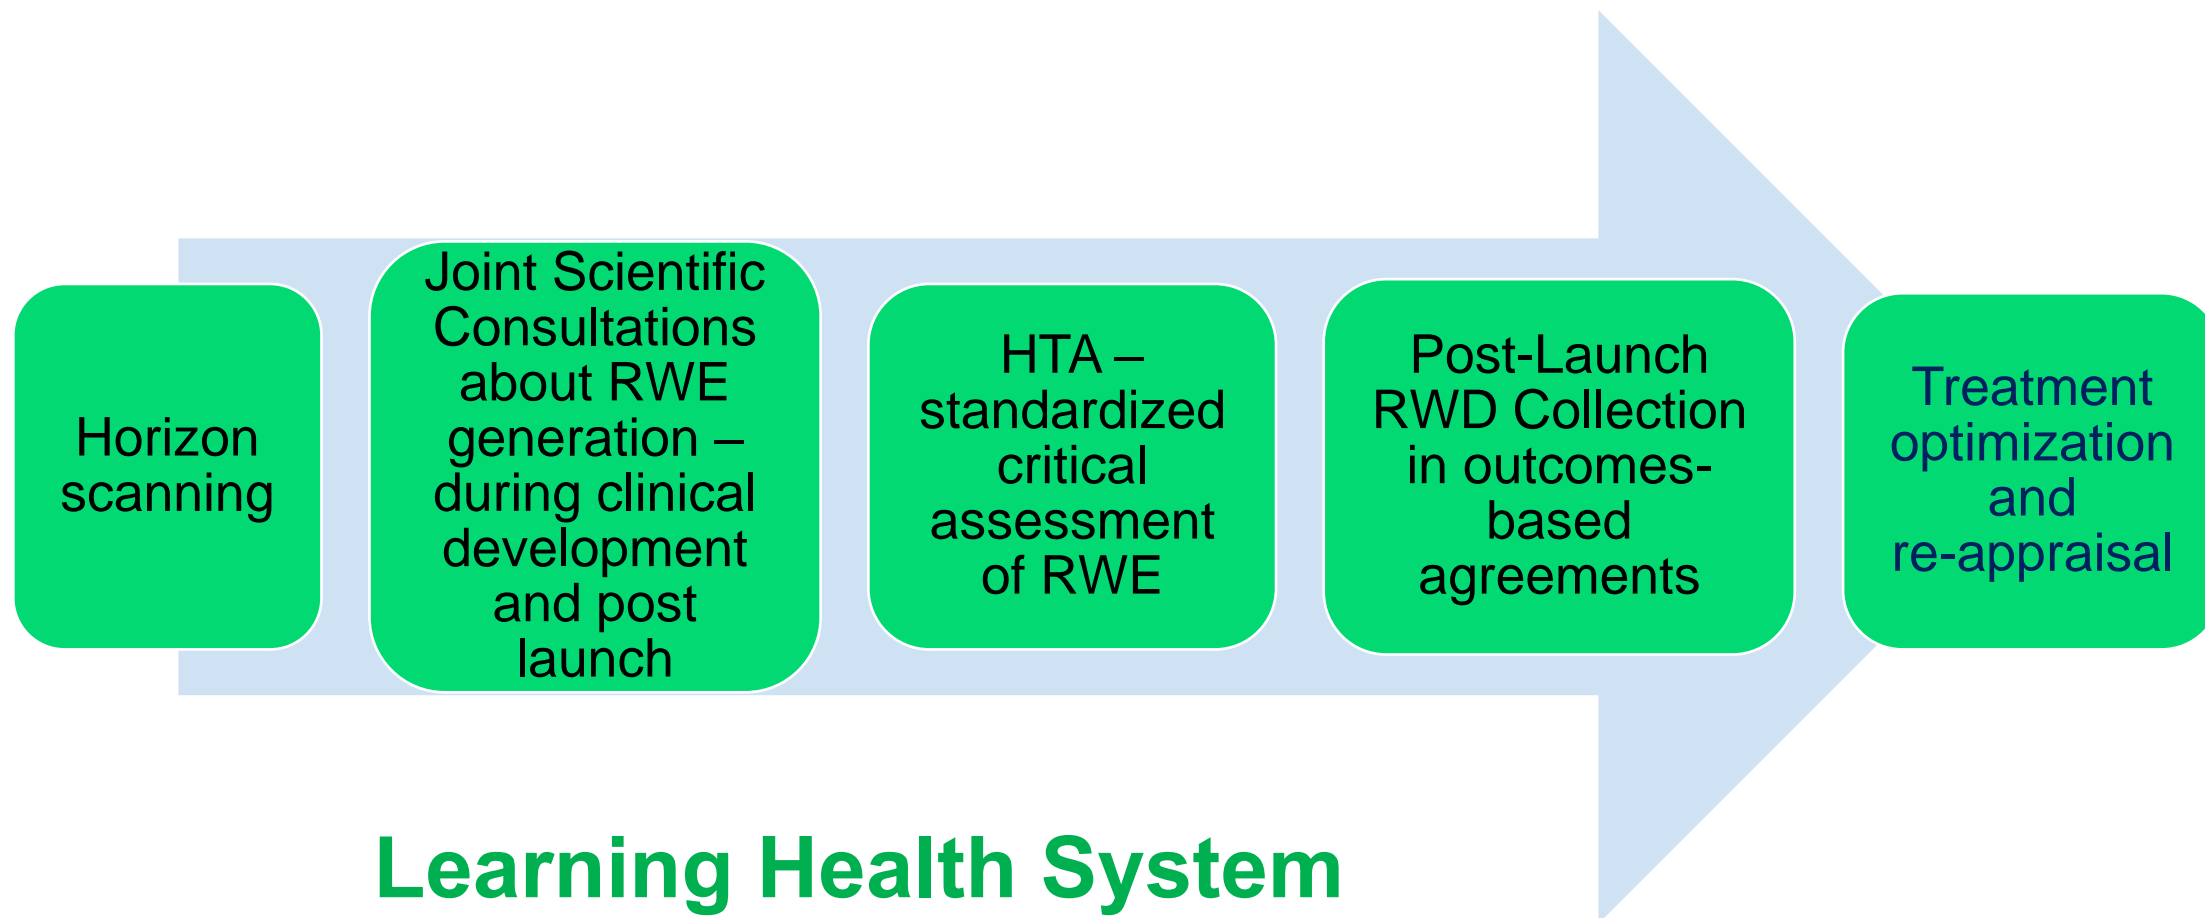 Horizon
scanning
Joint Scientific
Consultations
about RWE
generation –
during clinical
development
and post
launch
HTA –
standardized
critical
assessment
of RWE
Post-Launch
RWD Collection
in outcomes-
based
agreements
Treatment
optimization
and
re-appraisal
Learning Health System